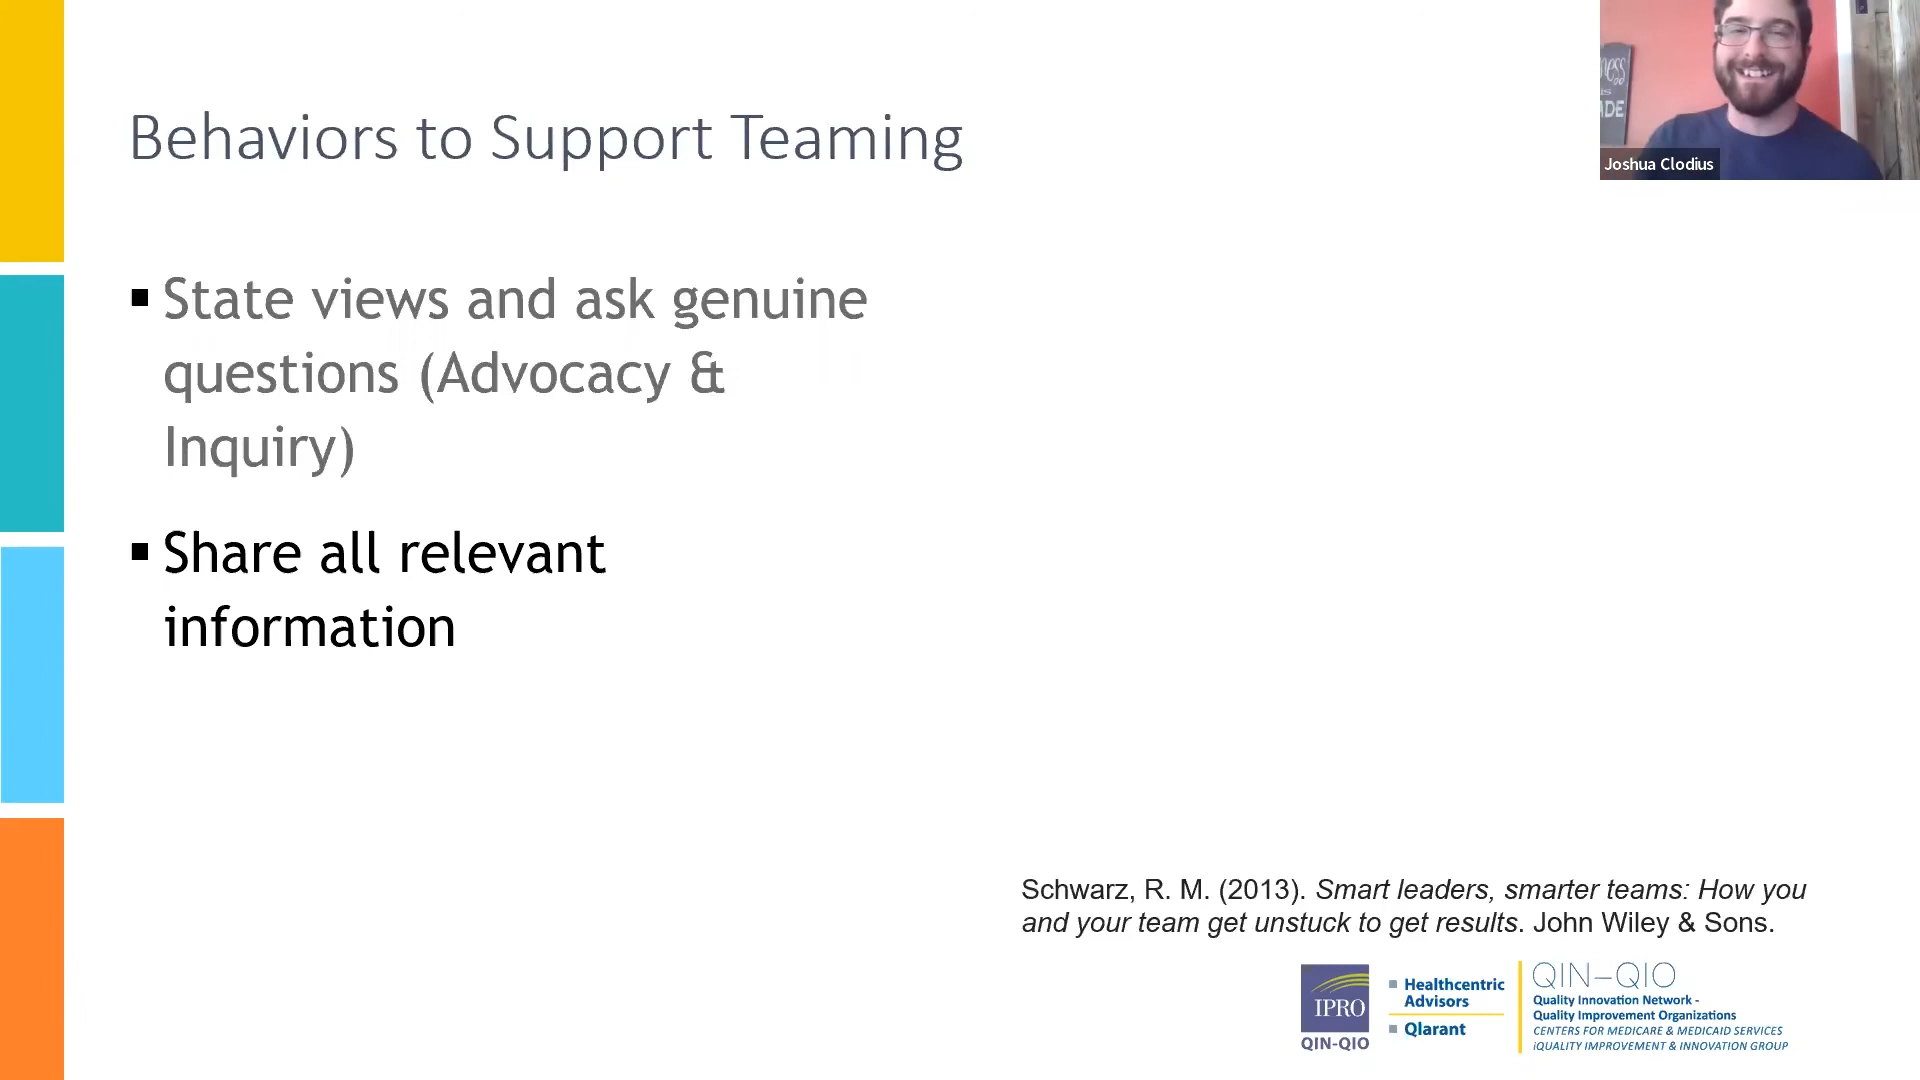 Behaviors to Support Teaming
▪ State views and ask genuine
questions (Advocacy &
Inquiry)
▪ Share all relevant
information
ness
is
ADE
Joshua Clodius
Schwarz, R. M. (2013). Smart leaders, smarter teams: How you
and your team get unstuck to get results. John Wiley & Sons.
IPRO
QIN-QIO
Healthcentric
Advisors
Qlarant
QIN–QIO
Quality Innovation Network -
Quality Improvement Organizations
CENTERS FOR MEDICARE & MEDICAID SERVICES
iQUALITY IMPROVEMENT & INNOVATION GROUP